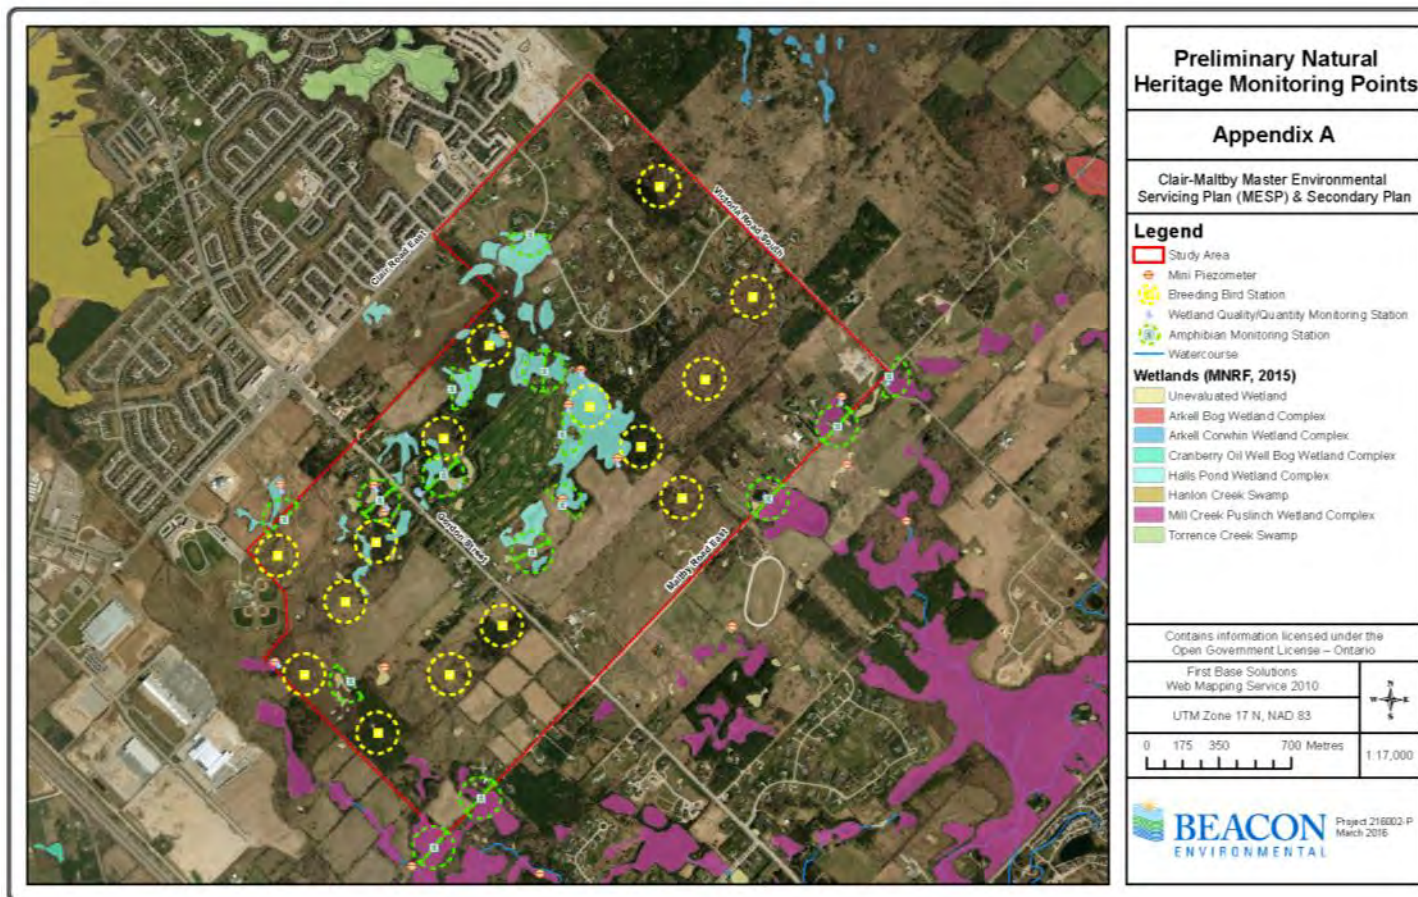 Preliminary Natural
Heritage Monitoring Points
Appendix A
Clair-Maltby Master Environmental
Servicing Plan (MESP) & Secondary Plan
Legend
Study Area
Mini Piezometer
Breeding Bird Station
Wetland Quality/Quantity Monitoring Station
Amphibian Monitoring Station
Watercourse
Wetlands (MNRF, 2015)
Unevaluated Wetland
Arkell Bog Wetland Complex
Arkell Corwhin Wetland Complex
Cranberry Oil Well Bog Wetland Complex
Halls Pond Wetland Complex
Hanlon Creek Swamp
Mill Creek Puslinch Wetland Complex
Torrence Creek Swamp
Contains information licensed under the
Open Government License – Ontario
First Base Solutions
Web Mapping Service 2010
UTM Zone 17 N, NAD 83
N
W E
S
0 175 350 700 Metres
1:17,000
BEACON
ENVIRONMENTAL
Project 216002-P
March 2016
Clair Road East
Victoria Road South
Gordon Street
Maltby Road East